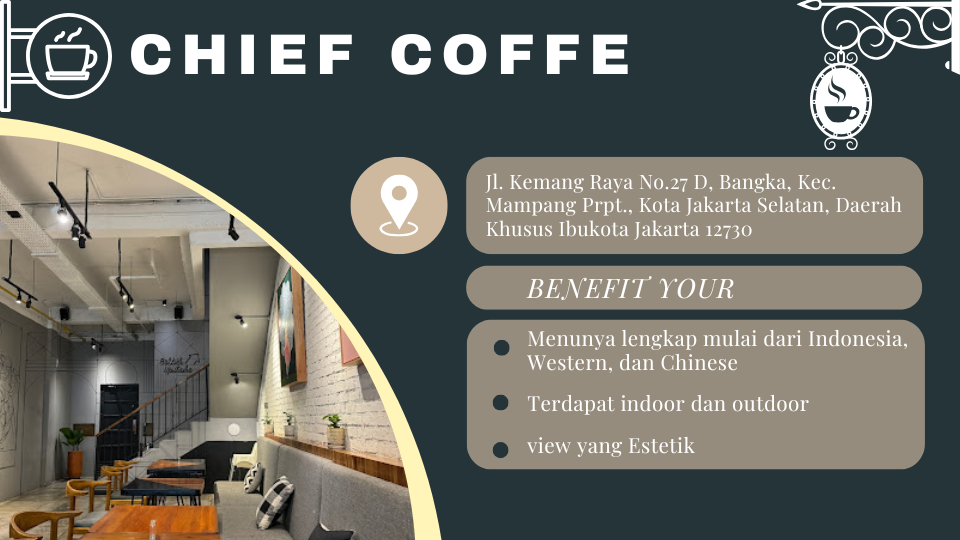 CHIEF COFFE
Jl. Kemang Raya No.27 D, Bangka, Kec.
Mampang Prpt., Kota Jakarta Selatan, Daerah
Khusus Ibukota Jakarta 12730
BENEFIT YOUR
Menunya lengkap mulai dari Indonesia,
Western, dan Chinese
Terdapat indoor dan outdoor
view yang Estetik